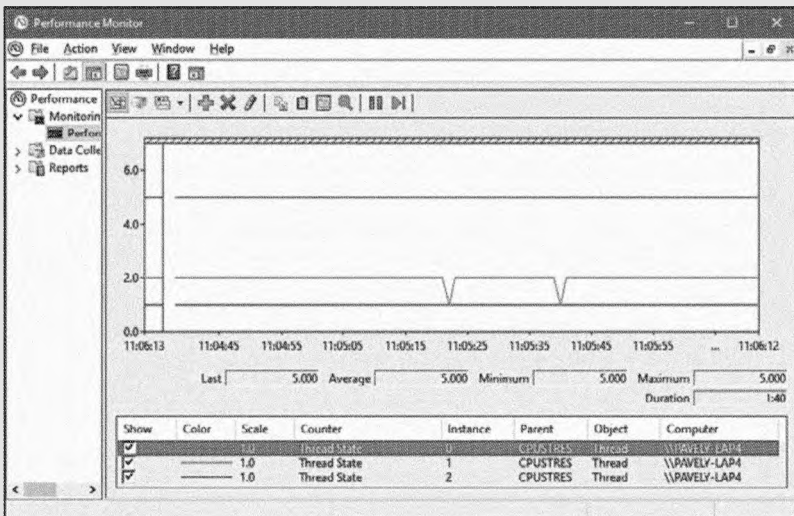 Performance Monitor
File Action View Window Help
Performance
Monitorin
Perfon
Data Colle
Reports
6.0
4.0
2.0
0.0
11:06:13 11:04:45 11:04:55 11:05:05 11:05:15 11:05:25 11:05:35 11:05:45 11:05:55 ... 11:06:12
Last 5.000 Average 5.000 Minimum 5.000 Maximum 5.000
Duration 1:40
Show Color Scale Counter Instance Parent Object Computer
1.0 Thread State 0 CPUSTRES Thread \\PAVELY-LAP4
1.0 Thread State 1 CPUSTRES Thread \\PAVELY-LAP4
1.0 Thread State 2 CPUSTRES Thread \\PAVELY-LAP4